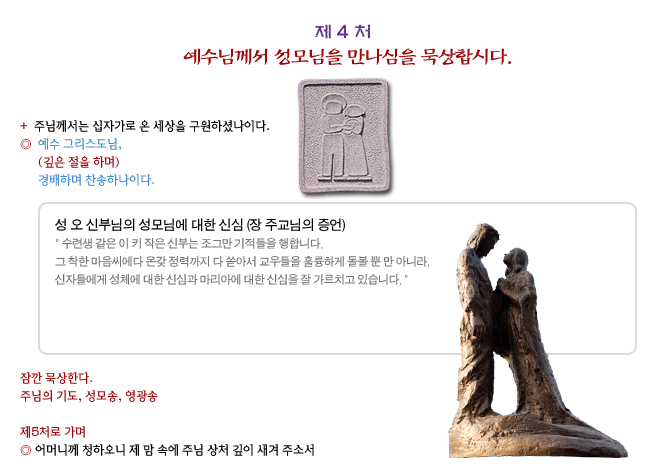 제 4 처
예수님께서 성모님을 만나심을 묵상합시다.
+ 주님께서는 십자가로 온 세상을 구원하셨나이다.
◎ 예수 그리스도님,
(깊은 절을 하며)
경배하며 찬송하나이다.
성 오 신부님의 성모님에 대한 신심 (장 주교님의 증언)
" 수련생 같은 이 키 작은 신부는 조그만 기적들을 행합니다.
그 착한 마음씨에다 온갖 정력까지 다 쏟아서 교우들을 훌륭하게 돌볼 뿐 만 아니라,
신자들에게 성체에 대한 신심과 마리아에 대한 신심을 잘 가르치고 있습니다. "
잠깐 묵상한다.
주님의 기도, 성모송, 영광송
제5처로 가며
◎ 어머니께 청하오니 제 맘 속에 주님 상처 깊이 새겨 주소서